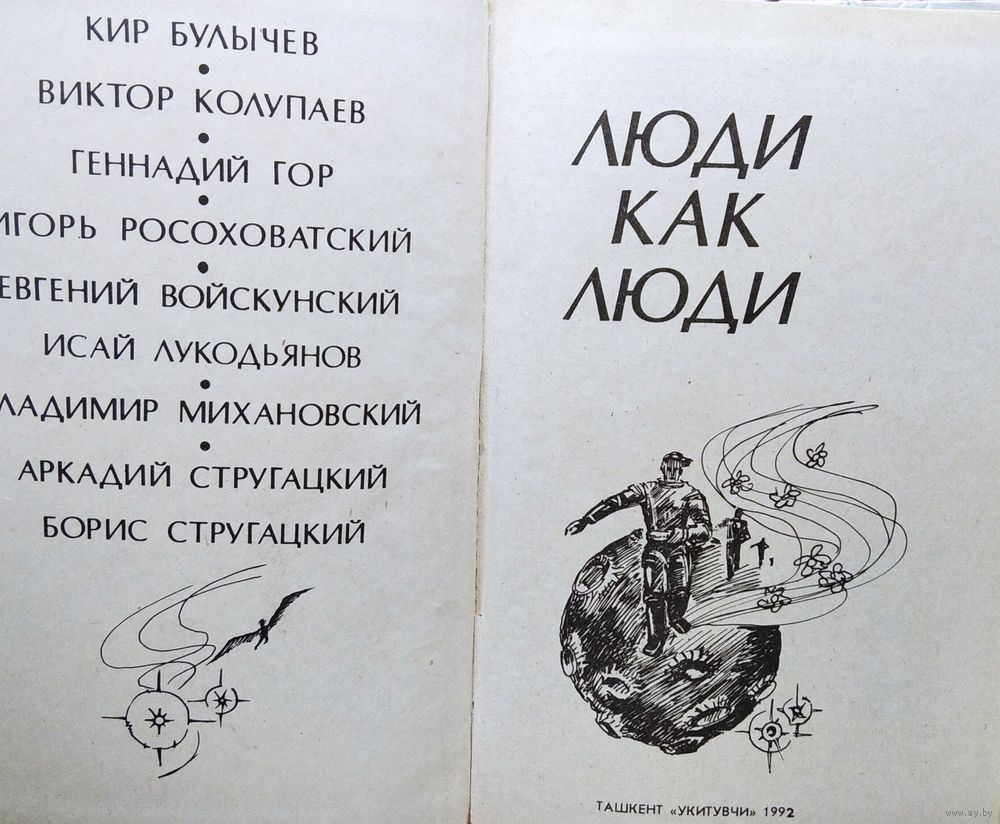 КИР БУЛЫЧЕВ
ВИКТОР КОЛУПАЕВ
ГЕННАДИЙ ГОР
ИГОРЬ РОСОХОВАТСКИЙ
ЕВГЕНИЙ ВОЙСКУНСКИЙ
ИСАЙ ЛУКОДЬЯНОВ
ЛАДИМИР МИХАНОВСКИЙ
АРКАДИЙ СТРУГАЦКИЙ
БОРИС СТРУГАЦКИЙ
ЛЮДИ
КАК
ЛЮДИ
ТАШКЕНТ «УКИТУВЧИ» 1992
www.ay.by